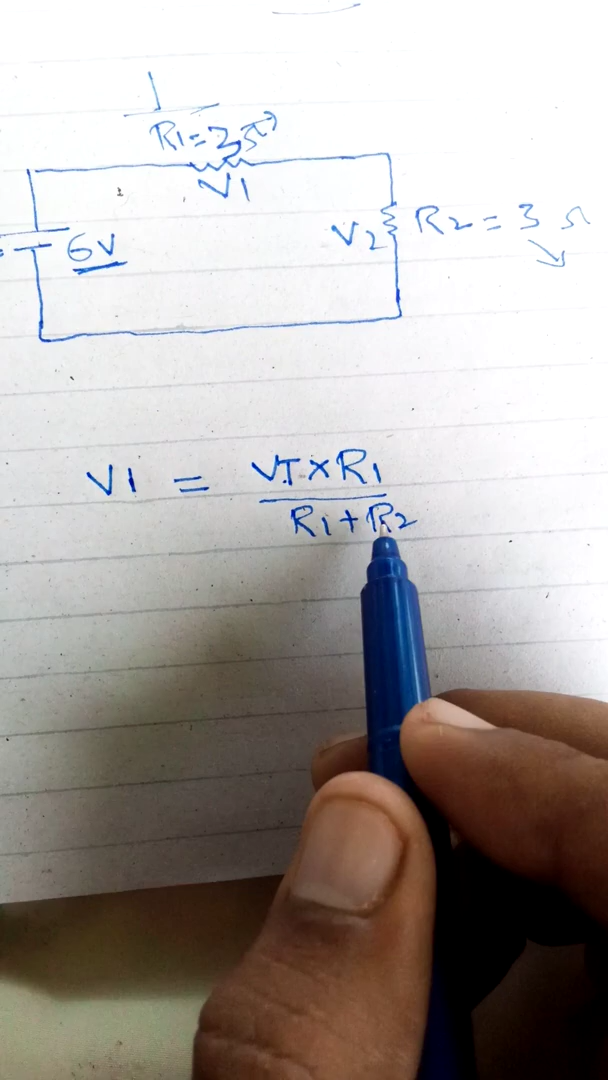 R1=3Ω
V1
6V
V2
R2 = 3 Ω
V1 = VT×R1
R1+R2